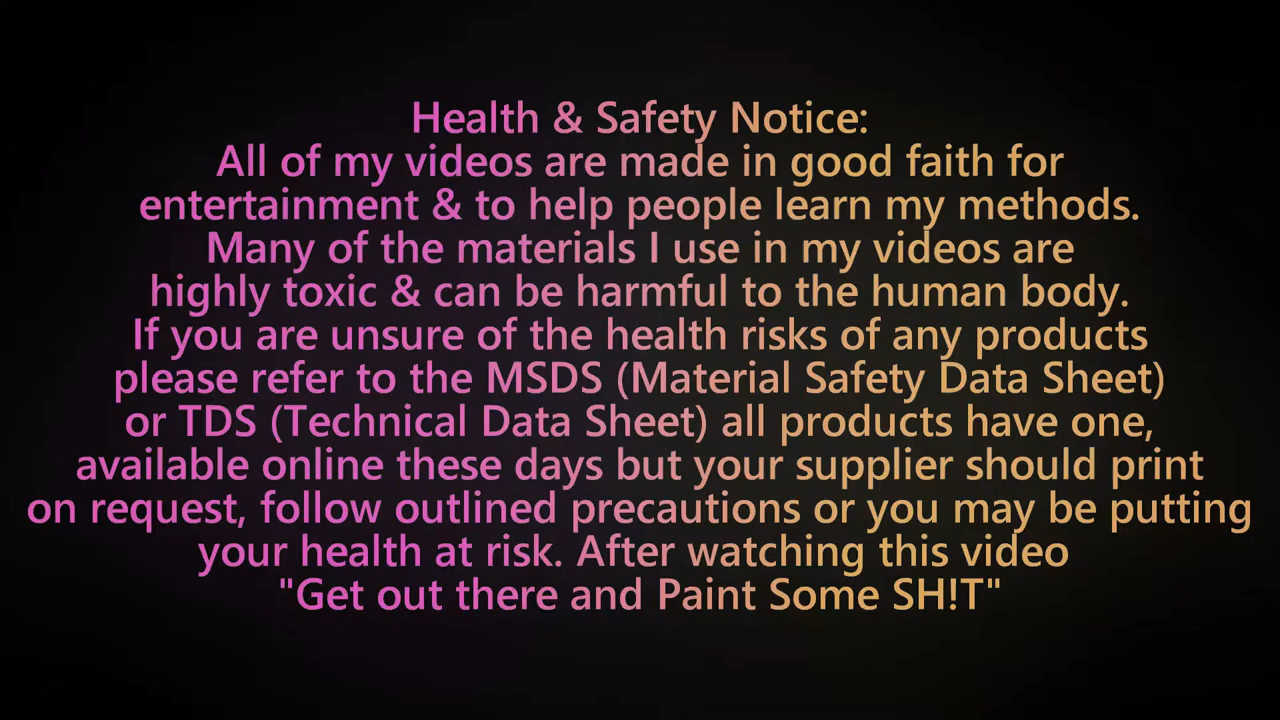 Health & Safety Notice:
All of my videos are made in good faith for
entertainment & to help people learn my methods.
Many of the materials I use in my videos are
highly toxic & can be harmful to the human body.
If you are unsure of the health risks of any products
please refer to the MSDS (Material Safety Data Sheet)
or TDS (Technical Data Sheet) all products have one,
available online these days but your supplier should print
on request, follow outlined precautions or you may be putting
your health at risk. After watching this video
"Get out there and Paint Some SH!T"